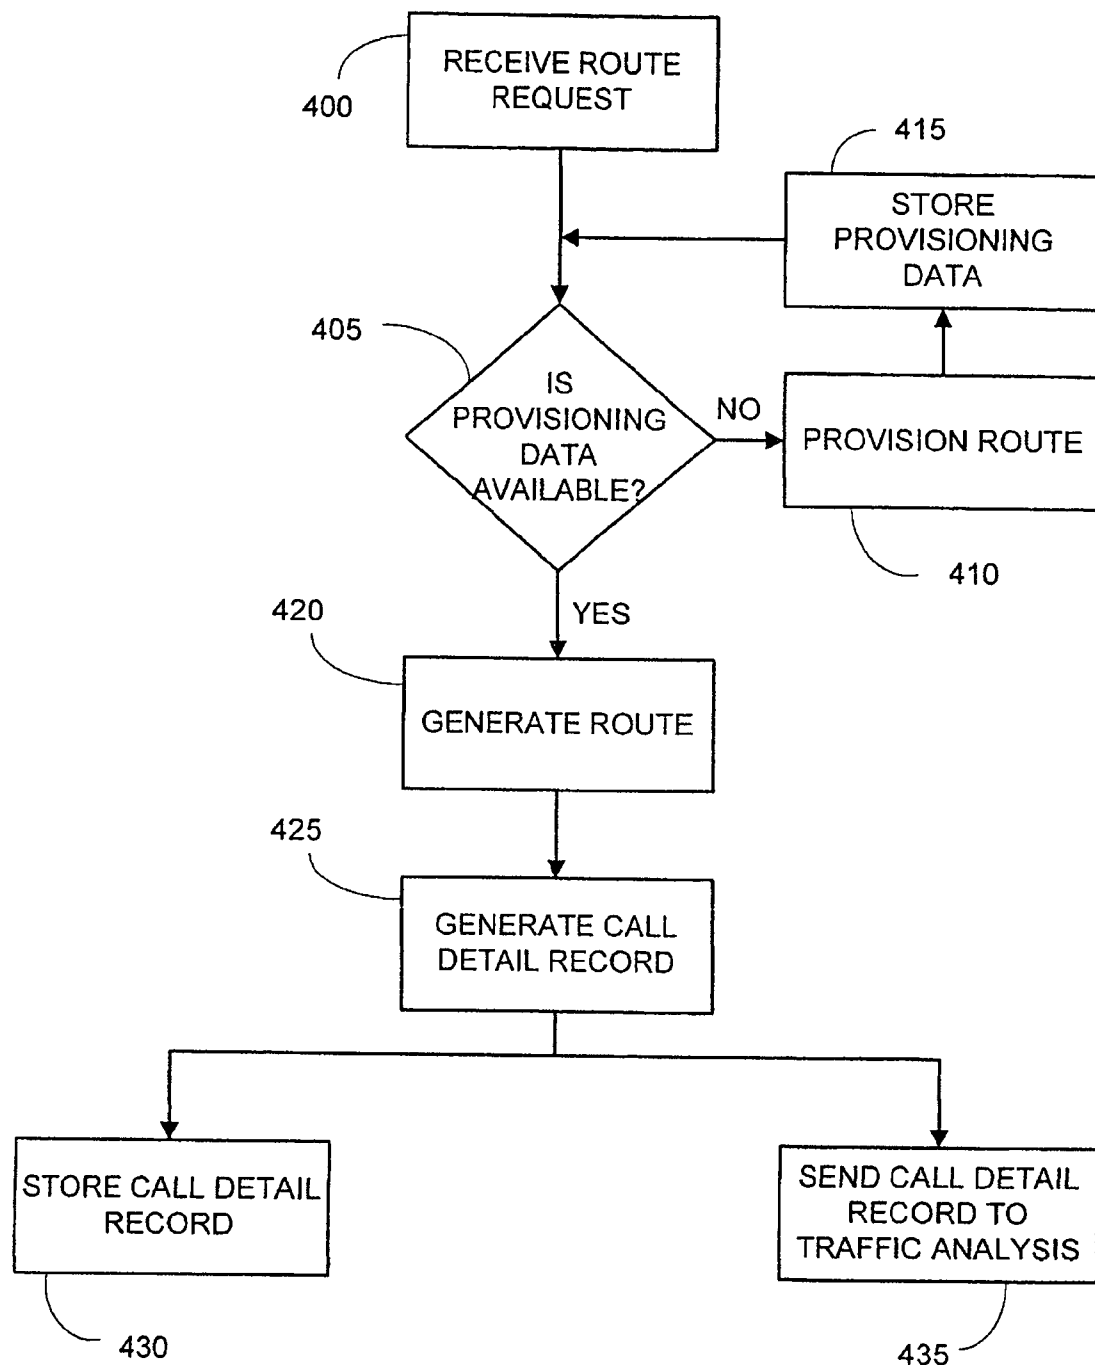 RECEIVE ROUTE
REQUEST
400
415
STORE
PROVISIONING
DATA
405
IS
PROVISIONING
DATA
AVAILABLE?
NO
PROVISION ROUTE
410
YES
420
GENERATE ROUTE
425
GENERATE CALL
DETAIL RECORD
STORE CALL DETAIL
RECORD
430
SEND CALL DETAIL
RECORD TO
TRAFFIC ANALYSIS
435